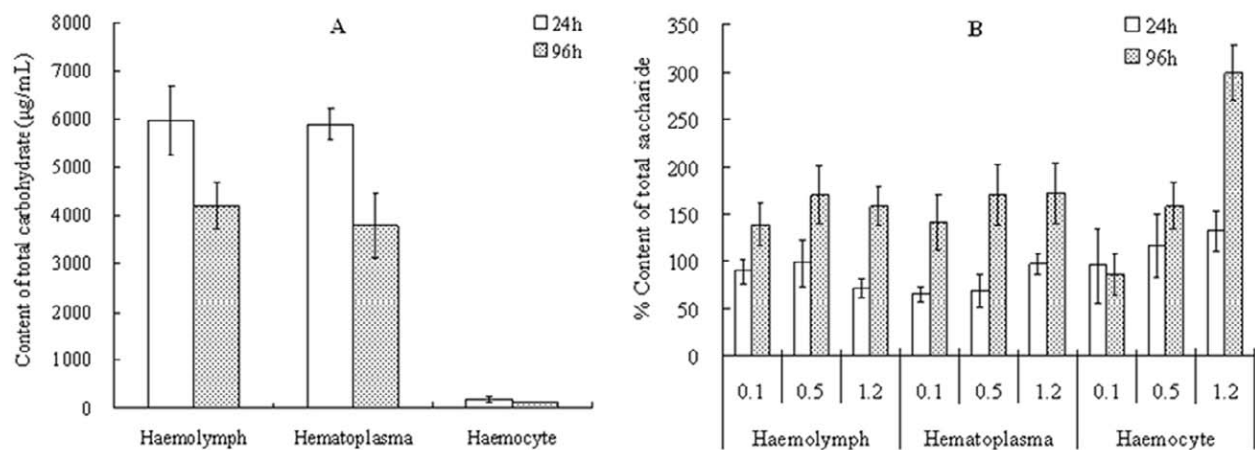 A
24h
96h
Content of total carbohydrate (μg/mL)
8000
7000
6000
5000
4000
3000
2000
1000
0
Haemolymph Hematoplasma Haemocyte
B
24h
96h
% Content of total saccharide
350
300
250
200
150
100
50
0
0.1 0.5 1.2 0.1 0.5 1.2 0.1 0.5 1.2
Haemolymph Hematoplasma Haemocyte